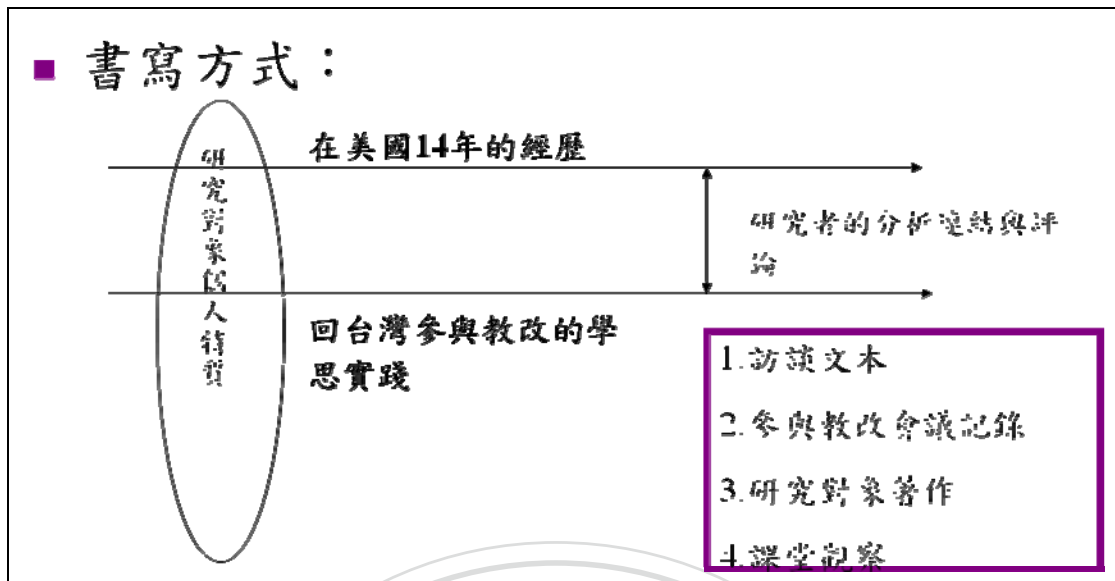 書寫方式：
研究對象個人特質
在美國14年的經歷
研究者的分析連結與評
論
回台灣參與教改的學
思實踐
1.訪談文本
2.參與教改會議記錄
3.研究對象著作
4.課堂觀察